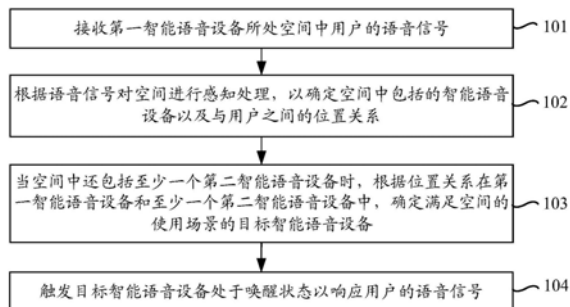 接收第一智能语音设备所处空间中用户的语音信号
101
根据语音信号对空间进行感知处理，以确定空间中包括的智能语音
设备以及与用户之间的位置关系
102
当空间中还包括至少一个第二智能语音设备时，根据位置关系在第
一智能语音设备和至少一个第二智能语音设备中，确定满足空间的
使用场景的目标智能语音设备
103
触发目标智能语音设备处于唤醒状态以响应用户的语音信号
104